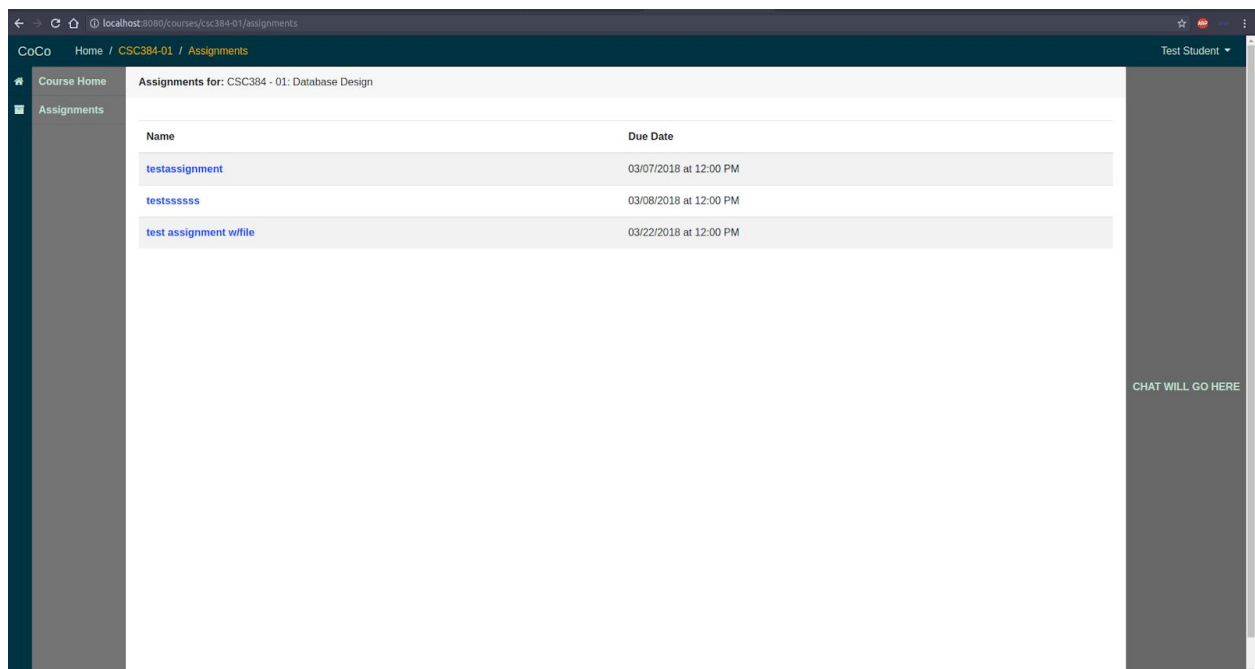 localhost:8080/courses/csc384-01/assignments
CoCo Home / CSC384-01 / Assignments Test Student
Course Home
Assignments
Assignments for: CSC384 - 01: Database Design
Name Due Date
testassignment 03/07/2018 at 12:00 PM
testssssss 03/08/2018 at 12:00 PM
test assignment w/file 03/22/2018 at 12:00 PM
CHAT WILL GO HERE